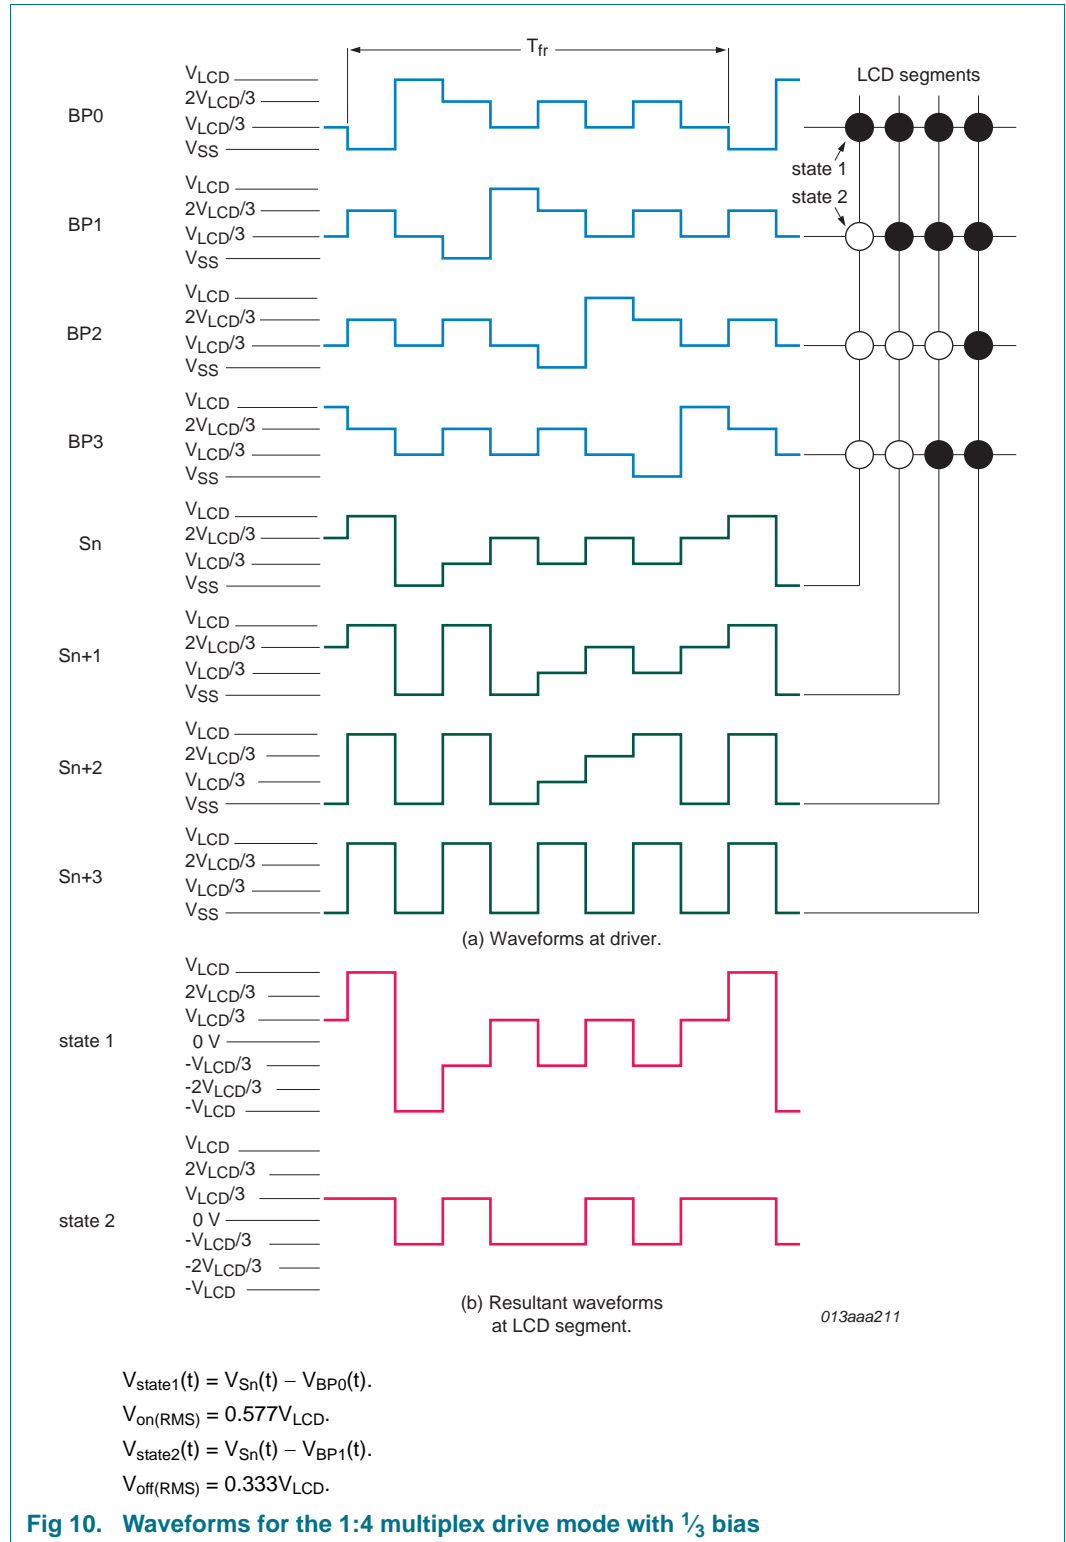 Tfr
BP0
VLCD
2VLCD/3
VLCD/3
VSS
LCD segments
state 1
state 2
BP1
VLCD
2VLCD/3
VLCD/3
VSS
BP2
VLCD
2VLCD/3
VLCD/3
VSS
BP3
VLCD
2VLCD/3
VLCD/3
VSS
Sn
VLCD
2VLCD/3
VLCD/3
VSS
Sn+1
VLCD
2VLCD/3
VLCD/3
VSS
Sn+2
VLCD
2VLCD/3
VLCD/3
VSS
Sn+3
VLCD
2VLCD/3
VLCD/3
VSS
(a) Waveforms at driver.
state 1
VLCD
2VLCD/3
VLCD/3
0 V
-VLCD/3
-2VLCD/3
-VLCD
state 2
VLCD
2VLCD/3
VLCD/3
0 V
-VLCD/3
-2VLCD/3
-VLCD
(b) Resultant waveforms
at LCD segment.
013aaa211
Vstate1(t) = VSn(t) − VBP0(t).
Von(RMS) = 0.577VLCD.
Vstate2(t) = VSn(t) − VBP1(t).
Voff(RMS) = 0.333VLCD.
Fig 10. Waveforms for the 1:4 multiplex drive mode with 1⁄3 bias